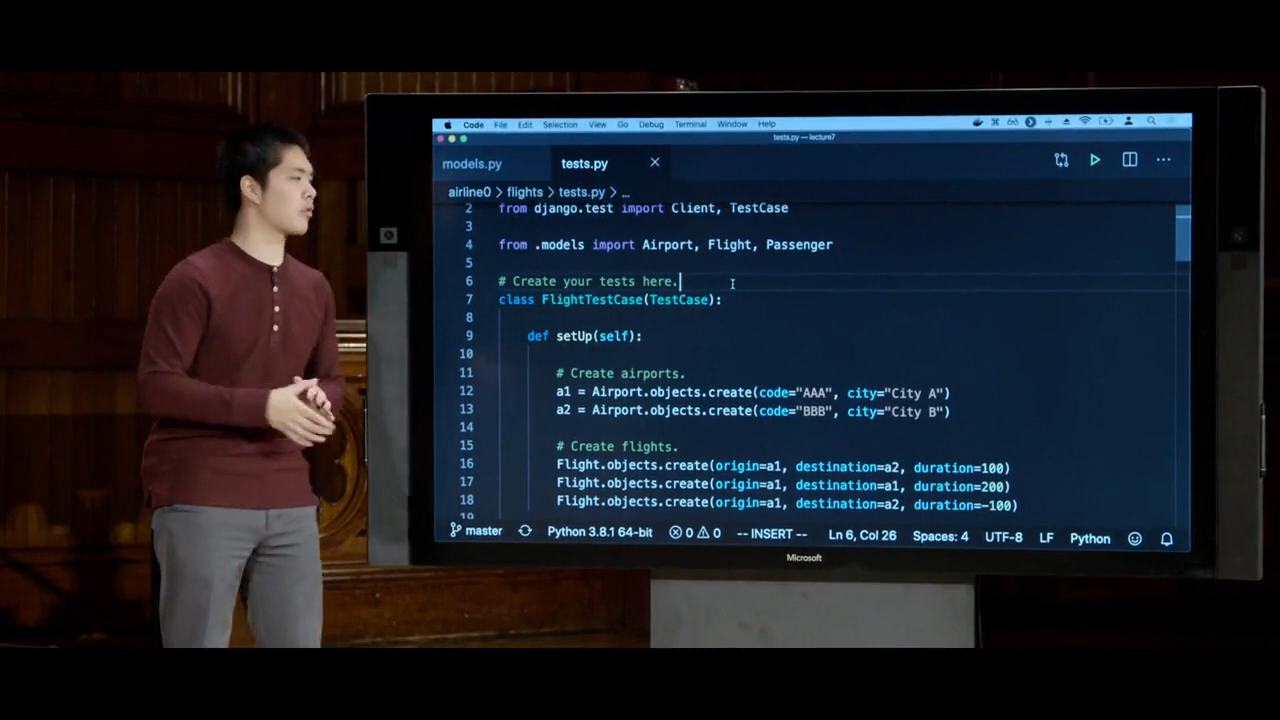 Code File Edit Selection View Go Debug Terminal Window Help
tests.py — lecture7
models.py tests.py
airline0 > flights > tests.py > ...
2 from django.test import Client, TestCase
3
4 from .models import Airport, Flight, Passenger
5
6 # Create your tests here.
7 class FlightTestCase(TestCase):
8
9 def setUp(self):
10
11 # Create airports.
12 a1 = Airport.objects.create(code="AAA", city="City A")
13 a2 = Airport.objects.create(code="BBB", city="City B")
14
15 # Create flights.
16 Flight.objects.create(origin=a1, destination=a2, duration=100)
17 Flight.objects.create(origin=a1, destination=a1, duration=200)
18 Flight.objects.create(origin=a1, destination=a2, duration=-100)
19
master Python 3.8.1 64-bit 0 0 -- INSERT -- Ln 6, Col 26 Spaces: 4 UTF-8 LF Python
Microsoft